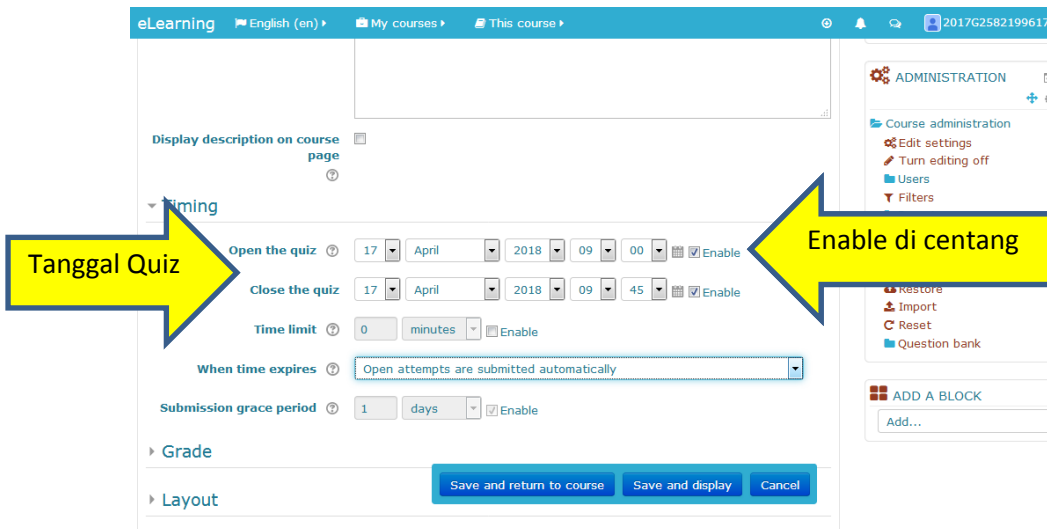 eLearning English (en) My courses This course 2017G2582199617
ADMINISTRATION
Course administration
Edit settings
Turn editing off
Users
Filters
Display description on course
page
Timing
Tanggal Quiz
Enable di centang
Open the quiz 17 April 2018 09 00 Enable
Close the quiz 17 April 2018 09 45 Enable
Restore
Import
Reset
Question bank
Time limit 0 minutes Enable
When time expires Open attempts are submitted automatically
Submission grace period 1 days Enable
ADD A BLOCK
Add...
Grade
Save and return to course Save and display Cancel
Layout